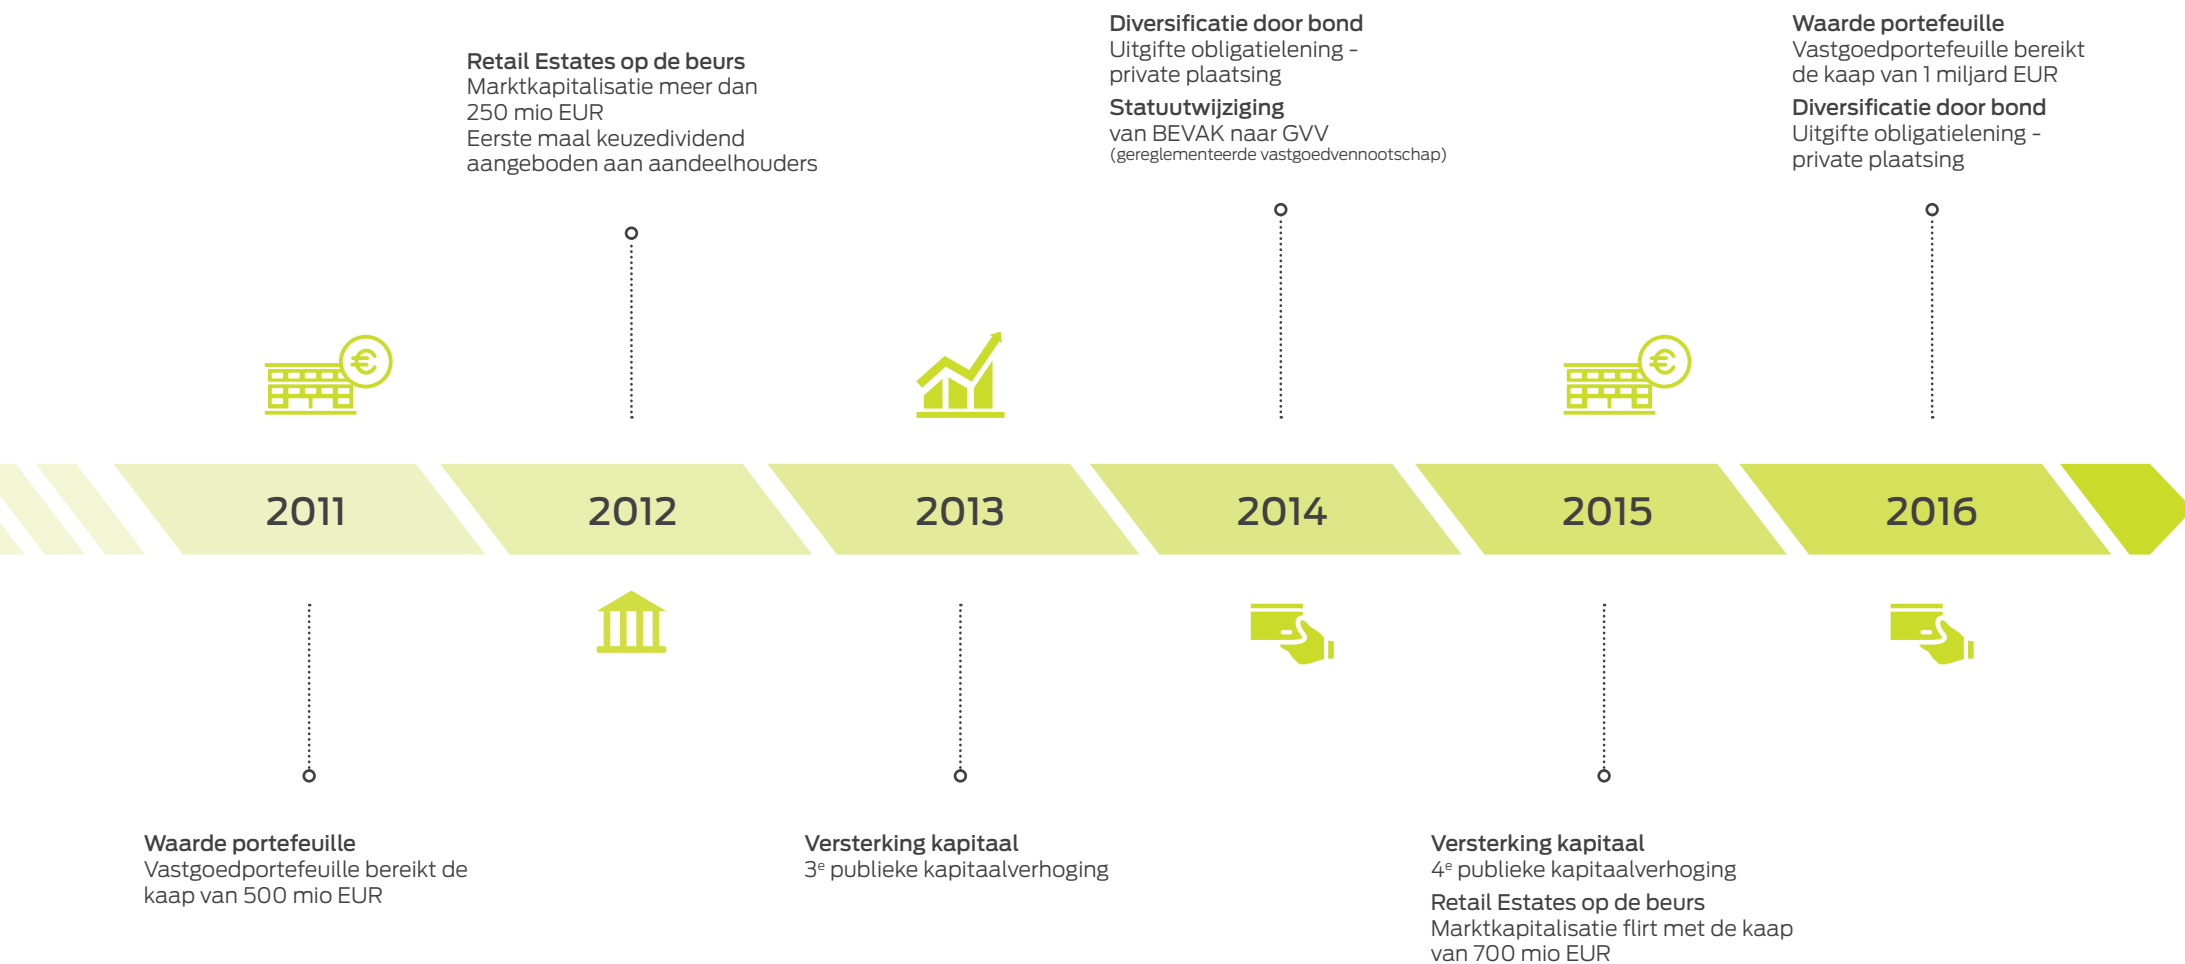 Retail Estates op de beurs
Marktkapitalisatie meer dan
250 mio EUR
Eerste maal keuzedividend
aangeboden aan aandeelhouders
Diversificatie door bond
Uitgifte obligatielening -
private plaatsing
Statuutwijziging
van BEVAK naar GVV
(gereglementeerde vastgoedvennootschap)
Waarde portefeuille
Vastgoedportefeuille bereikt
de kaap van 1 miljard EUR
Diversificatie door bond
Uitgifte obligatielening -
private plaatsing
2011
2012
2013
2014
2015
2016
Waarde portefeuille
Vastgoedportefeuille bereikt de
kaap van 500 mio EUR
Versterking kapitaal
3e publieke kapitaalverhoging
Versterking kapitaal
4e publieke kapitaalverhoging
Retail Estates op de beurs
Marktkapitalisatie flirt met de kaap
van 700 mio EUR